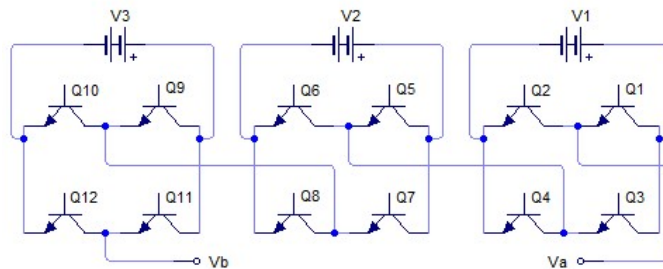 V3 V2 V1
+ + +
Q10 Q9 Q6 Q5 Q2 Q1
Q12 Q11 Q8 Q7 Q4 Q3
Vb Va